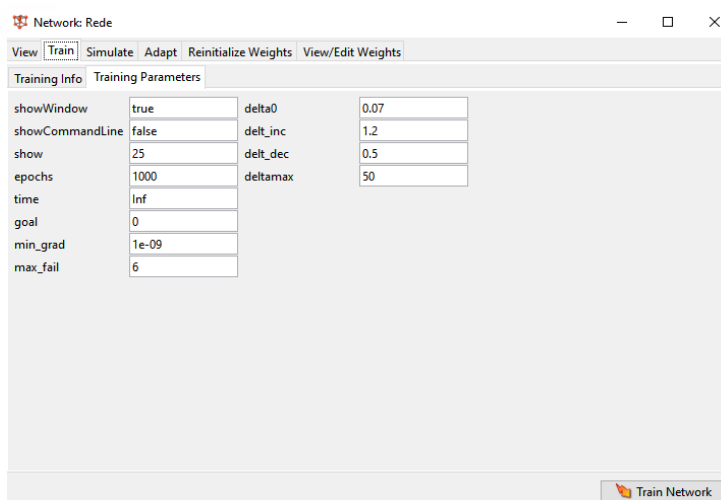 Network: Rede
View Train Simulate Adapt Reinitialize Weights View/Edit Weights
Training Info Training Parameters
showWindow true delta0 0.07
showCommandLine false delt_inc 1.2
show 25 delt_dec 0.5
epochs 1000 deltamax 50
time Inf
goal 0
min_grad 1e-09
max_fail 6
Train Network